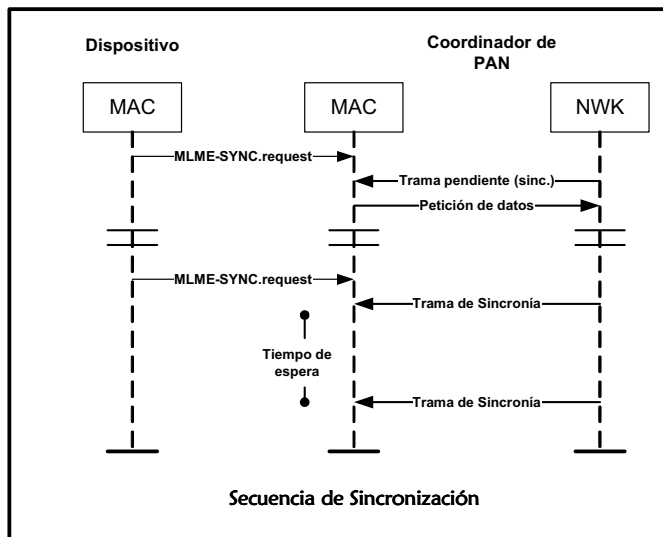 Dispositivo
Coordinador de
PAN
MAC
MAC
NWK
MLME-SYNC.request
Trama pendiente (sinc.)
Petición de datos
MLME-SYNC.request
Trama de Sincronía
Tiempo de
espera
Trama de Sincronía
Secuencia de Sincronización